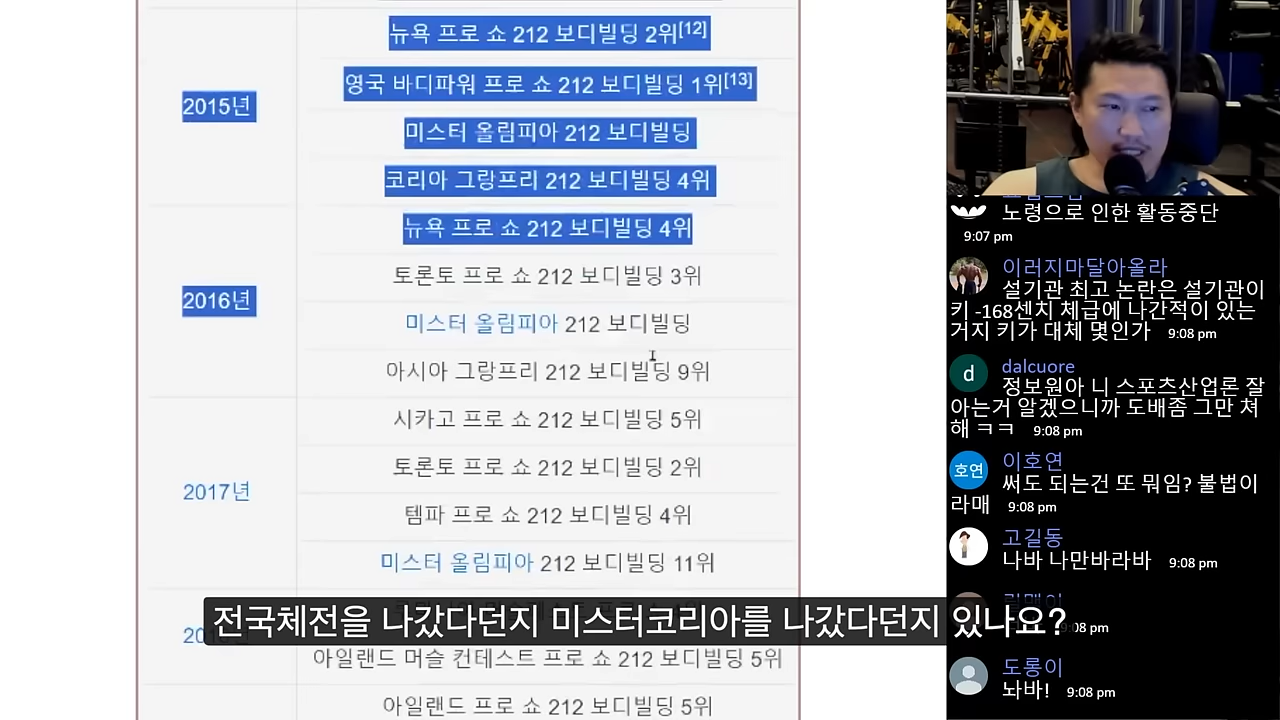 뉴욕 프로 쇼 212 보디빌딩 2위[12]
영국 바디파워 프로 쇼 212 보디빌딩 1위[13]
2015년
미스터 올림피아 212 보디빌딩
코리아 그랑프리 212 보디빌딩 4위
뉴욕 프로 쇼 212 보디빌딩 4위
토론토 프로 쇼 212 보디빌딩 3위
2016년
미스터 올림피아 212 보디빌딩
아시아 그랑프리 212 보디빌딩 9위
시카고 프로 쇼 212 보디빌딩 5위
토론토 프로 쇼 212 보디빌딩 2위
2017년
템파 프로 쇼 212 보디빌딩 4위
미스터 올림피아 212 보디빌딩 11위
전국체전을 나갔다던지 미스터코리아를 나갔다던지 있나요?
아일랜드 머슬 컨테스트 프로 쇼 212 보디빌딩 5위
아일랜드 프로 쇼 212 보디빌딩 5위
노령으로 인한 활동중단
9:07 pm
이러지마달아올라
설기관 최고 논란은 설기관이
키 -168센치 체급에 나간적이 있는
거지 키가 대체 몇인가 9:08 pm
d
dalcuore
정보원아 니 스포츠산업론 잘
아는거 알겠으니까 도배좀 그만 쳐
해 ㅋㅋ 9:08 pm
호연
이호연
써도 되는건 또 뭐임? 불법이
라매 9:08 pm
고길동
나바 나만바라바 9:08 pm
:08 pm
도롱이
놔바! 9:08 pm